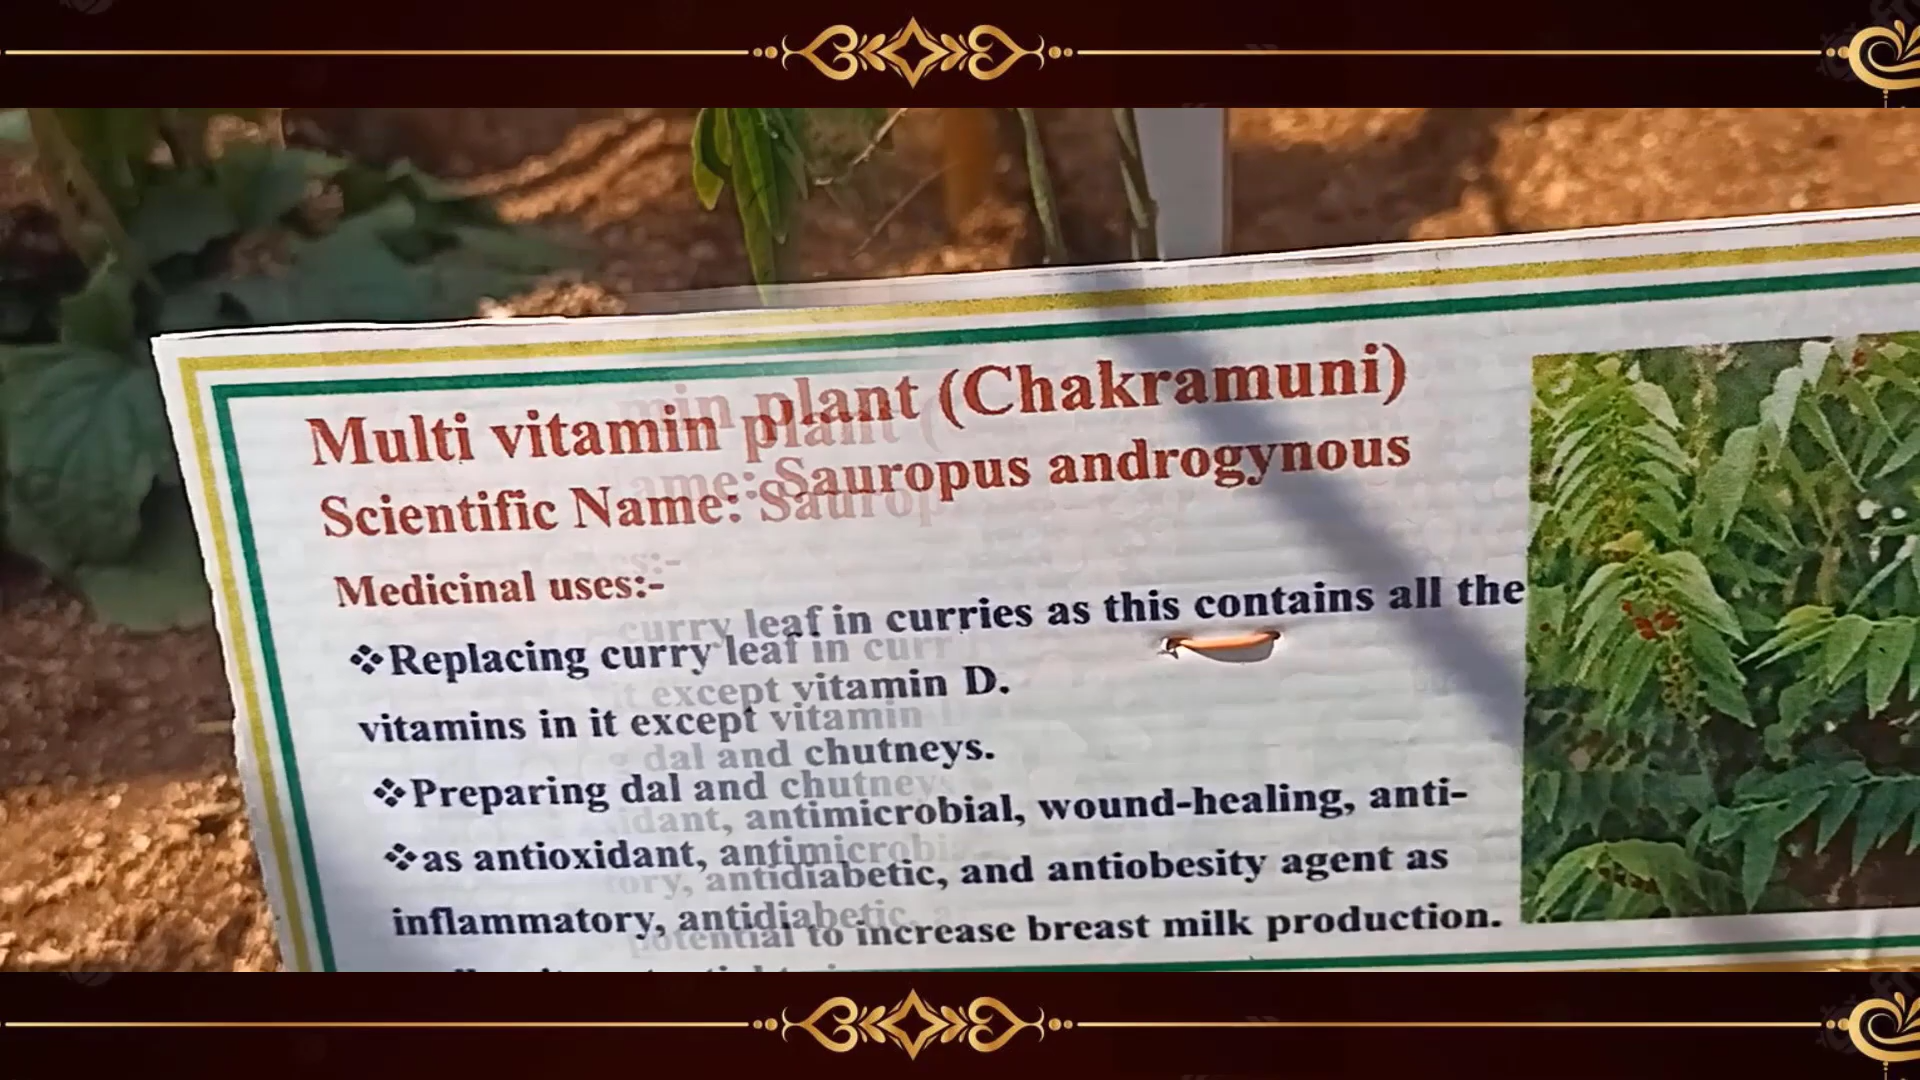 Multi vitamin plant (Chakramuni)
Scientific Name: Sauropus androgynous
Medicinal uses:-
❖Replacing curry leaf in curries as this contains all the
vitamins in it except vitamin D.
❖Preparing dal and chutneys.
❖as antioxidant, antimicrobial, wound-healing, anti-
inflammatory, antidiabetic, and antiobesity agent as
potential to increase breast milk production.